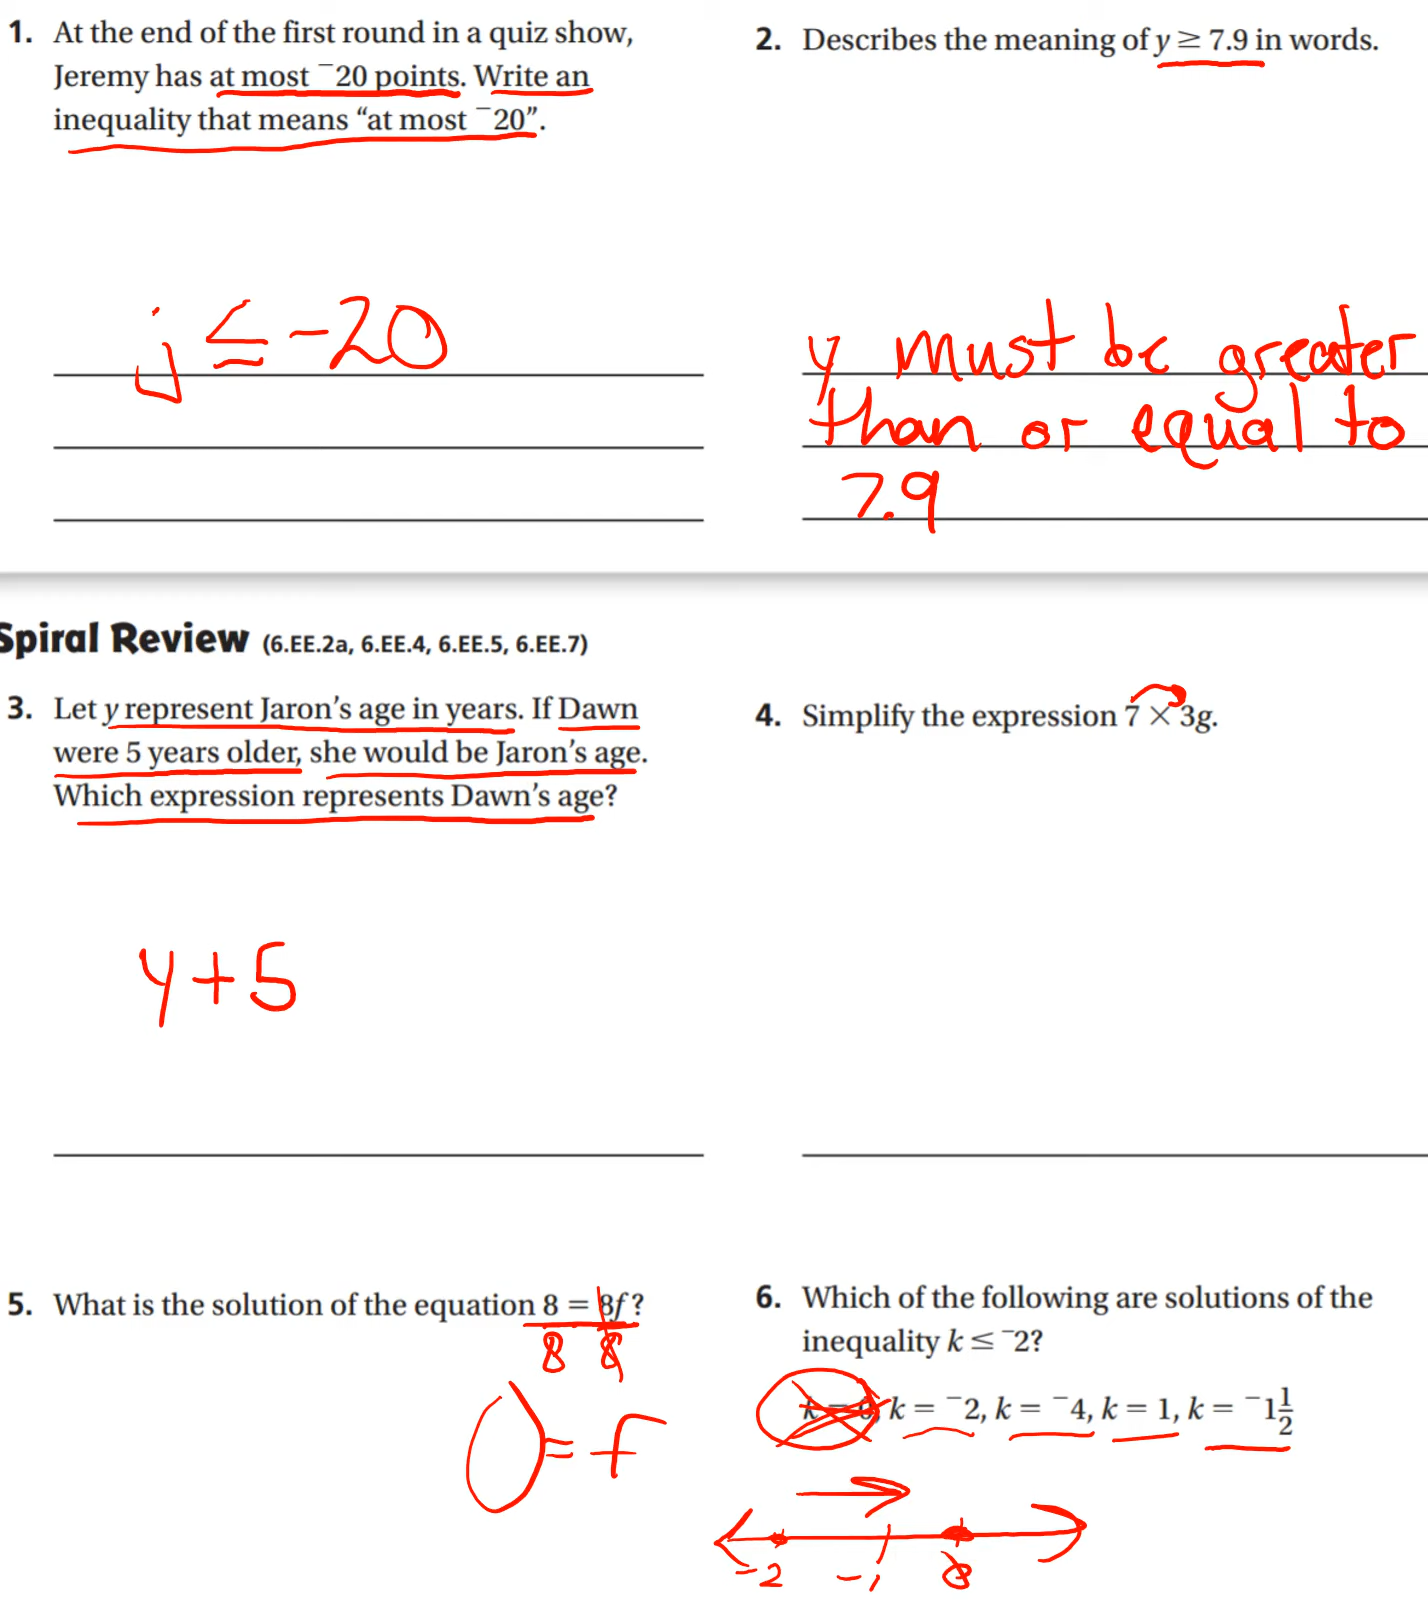 1. At the end of the first round in a quiz show,
Jeremy has at most ⁻20 points. Write an
inequality that means “at most ⁻20”.
j ≤ -20
2. Describes the meaning of y ≥ 7.9 in words.
y must be greater
than or equal to
7.9
Spiral Review (6.EE.2a, 6.EE.4, 6.EE.5, 6.EE.7)
3. Let y represent Jaron’s age in years. If Dawn
were 5 years older, she would be Jaron’s age.
Which expression represents Dawn’s age?
y+5
4. Simplify the expression 7 × 3g.
5. What is the solution of the equation 8 = 8f?
8 8
0 = f
6. Which of the following are solutions of the
inequality k ≤ ⁻2?
k = 0, k = ⁻2, k = ⁻4, k = 1, k = ⁻1 1/2
-2 -1 0